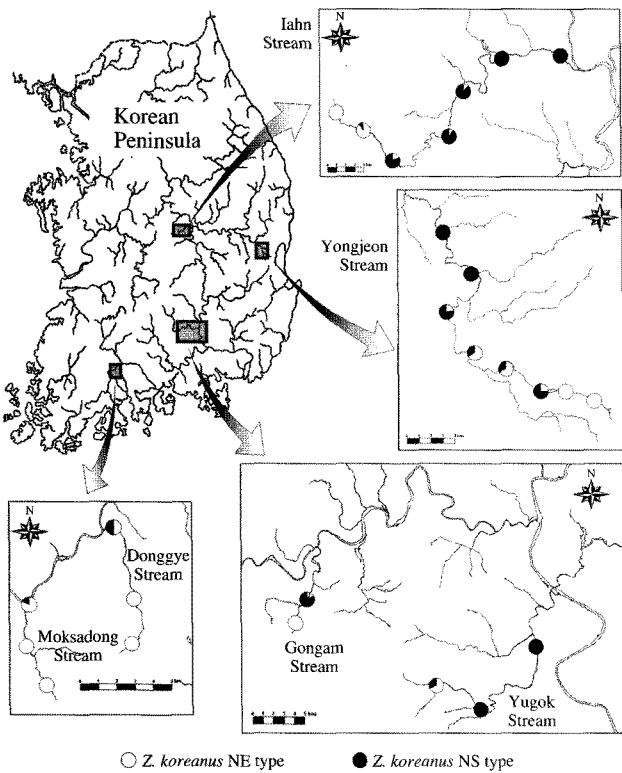 Iahn
Stream
N
Korean
Peninsula
N
Yongjeon
Stream
N
Donggye
Stream
Moksadong
Stream
N
Gongam
Stream
Yugok
Stream
Z. koreanus NE type
Z. koreanus NS type